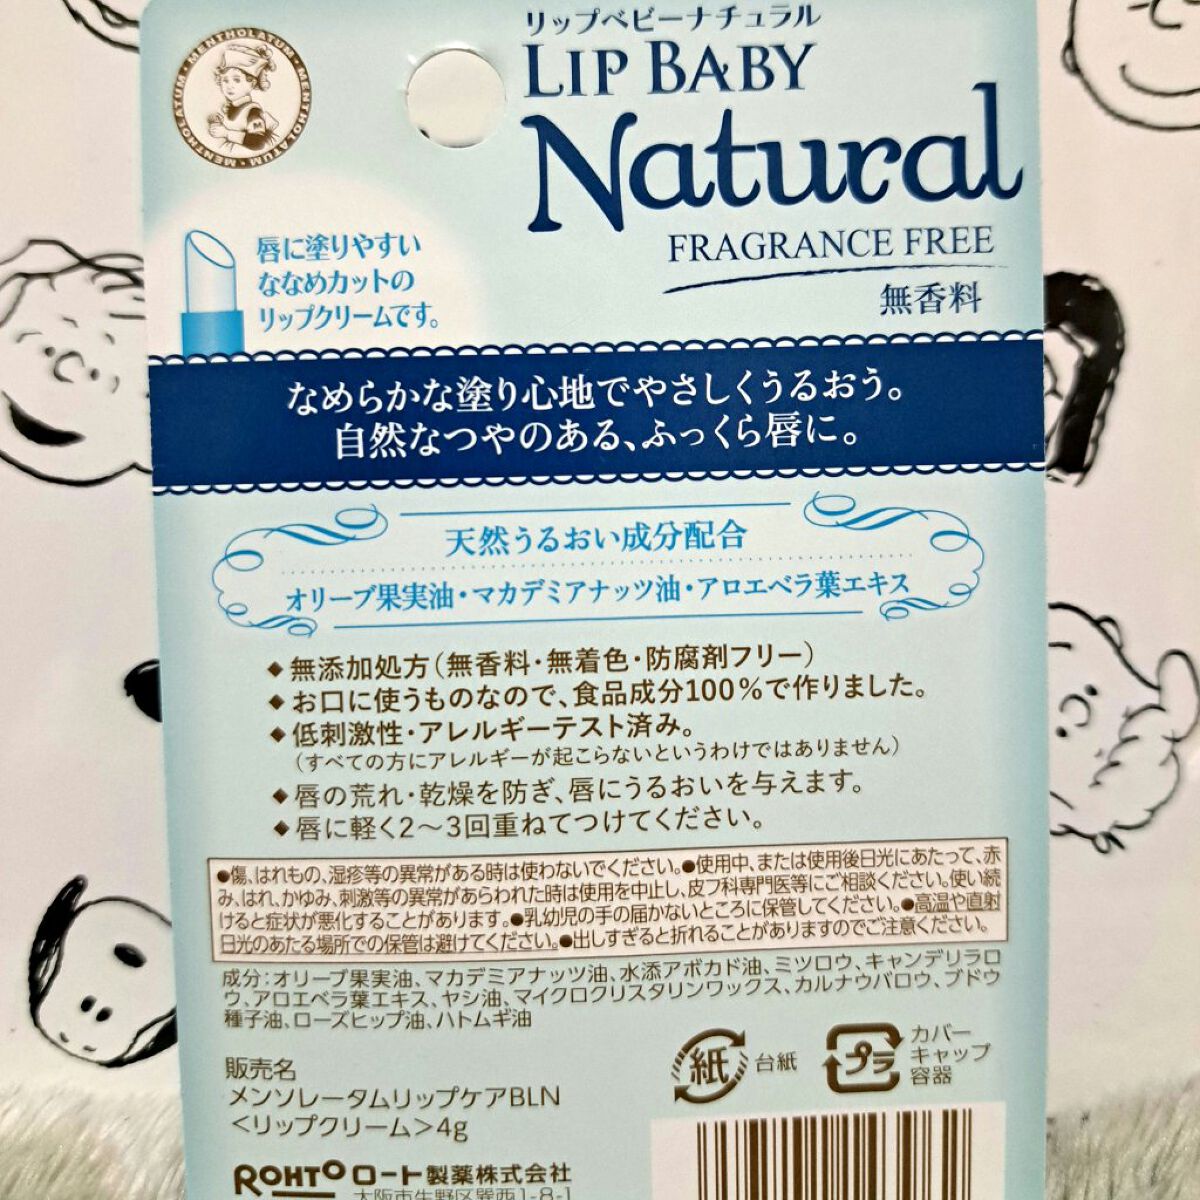 MENTHOLATUM・MENTHOLATUM・MENTHOLATUM・MENTHOLATUM
リップベビーナチュラル
LIP BABY
Natural
FRAGRANCE FREE
無香料
唇に塗りやすい
ななめカットの
リップクリームです。
なめらかな塗り心地でやさしくうるおう。
自然なつやのある、ふっくら唇に。
天然うるおい成分配合
オリーブ果実油・マカデミアナッツ油・アロエベラ葉エキス
◆無添加処方(無香料・無着色・防腐剤フリー)
◆お口に使うものなので、食品成分100%で作りました。
◆低刺激性・アレルギーテスト済み。
(すべての方にアレルギーが起こらないというわけではありません)
◆唇の荒れ・乾燥を防ぎ、唇にうるおいを与えます。
◆唇に軽く2〜3回重ねてつけてください。
●傷、はれもの、湿疹等の異常がある時は使わないでください。●使用中、または使用後日光にあたって、赤
み、はれ、かゆみ、刺激等の異常があらわれた時は使用を中止し、皮フ科専門医等にご相談ください。使い続
けると症状が悪化することがあります。●乳幼児の手の届かないところに保管してください。●高温や直射
日光のあたる場所での保管は避けてください。●出しすぎると折れることがありますのでご注意ください。
成分:オリーブ果実油、マカデミアナッツ油、水添アボカド油、ミツロウ、キャンデリラロ
ウ、アロエベラ葉エキス、ヤシ油、マイクロクリスタリンワックス、カルナウバロウ、ブドウ
種子油、ローズヒップ油、ハトムギ油
紙
台紙
プラ
カバー
キャップ
容器
販売名
メンソレータムリップケアBLN
<リップクリーム>4g
ROHTO ロート製薬株式会社
大阪市生野区巽西1-8-1